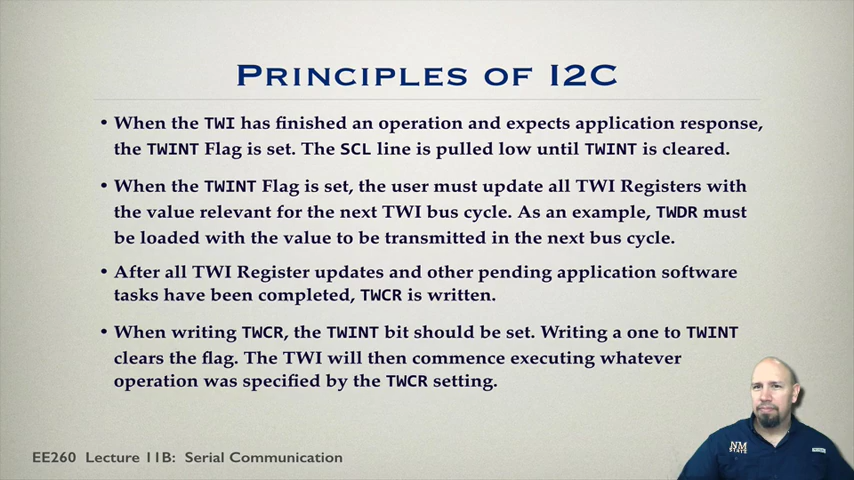 PRINCIPLES OF I2C
• When the TWI has finished an operation and expects application response,
the TWINT Flag is set. The SCL line is pulled low until TWINT is cleared.
• When the TWINT Flag is set, the user must update all TWI Registers with
the value relevant for the next TWI bus cycle. As an example, TWDR must
be loaded with the value to be transmitted in the next bus cycle.
• After all TWI Register updates and other pending application software
tasks have been completed, TWCR is written.
• When writing TWCR, the TWINT bit should be set. Writing a one to TWINT
clears the flag. The TWI will then commence executing whatever
operation was specified by the TWCR setting.
NM
STATE
EE260 Lecture 11B: Serial Communication